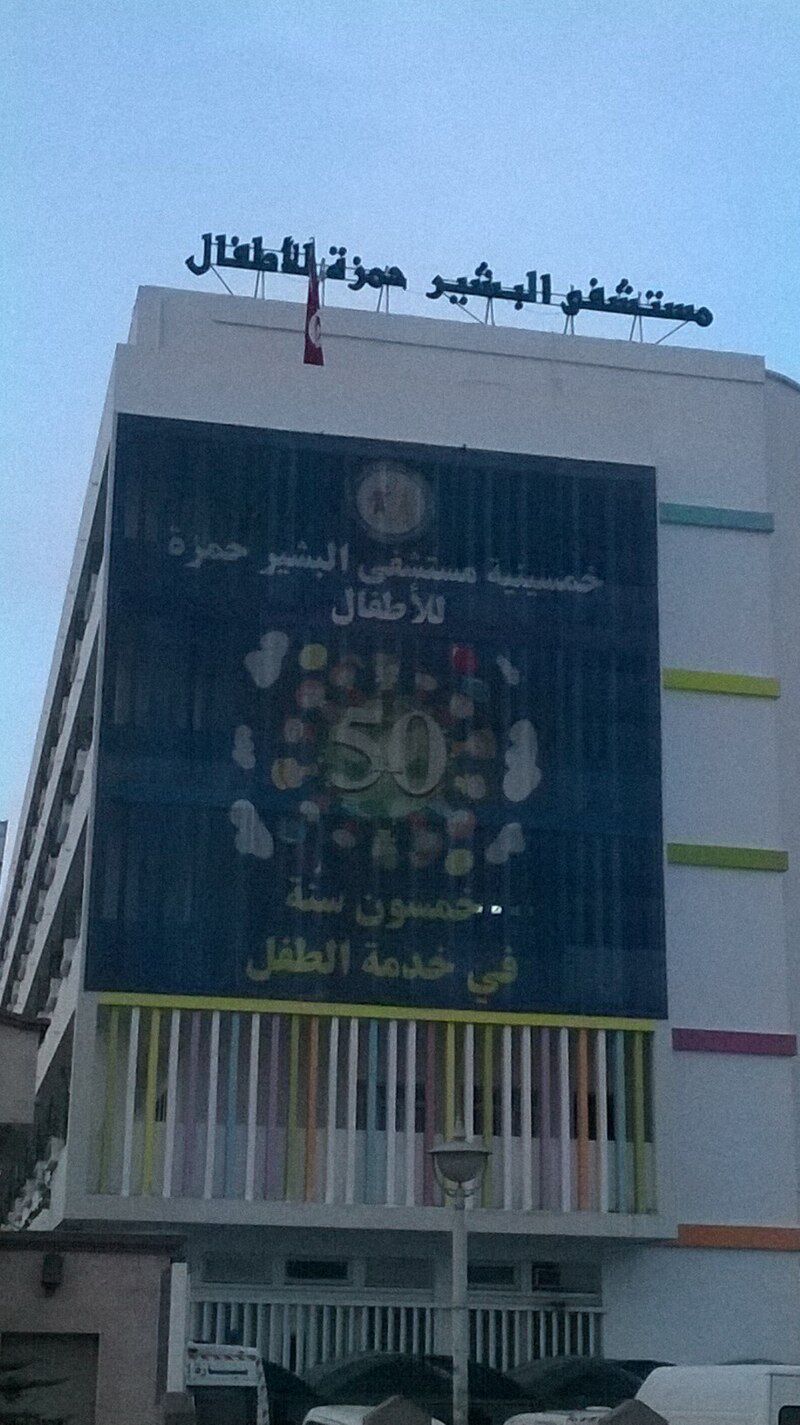 مستشفى البشير حمزة للأطفال
خمسينية مستشفى البشير حمزة
للأطفال
50
خمسون سنة
في خدمة الطفل